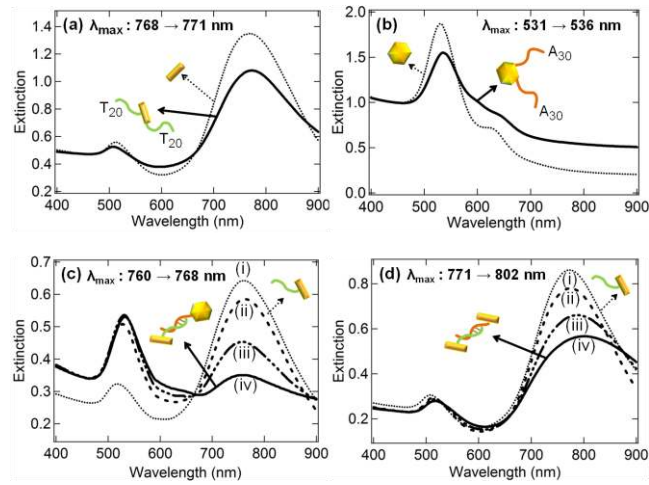 (a) λmax : 768 → 771 nm
Extinction
1.4
1.2
1.0
0.8
0.6
0.4
0.2
T20
T20
400 500 600 700 800 900
Wavelength (nm)
(b) λmax : 531 → 536 nm
Extinction
2.0
1.5
1.0
0.5
0.0
A30
A30
400 500 600 700 800 900
Wavelength (nm)
(c) λmax : 760 → 768 nm
Extinction
0.7
0.6
0.5
0.4
0.3
0.2
(i)
(ii)
(iii)
(iv)
400 500 600 700 800 900
Wavelength (nm)
(d) λmax : 771 → 802 nm
Extinction
0.8
0.6
0.4
0.2
(i)
(ii)
(iii)
(iv)
400 500 600 700 800 900
Wavelength (nm)